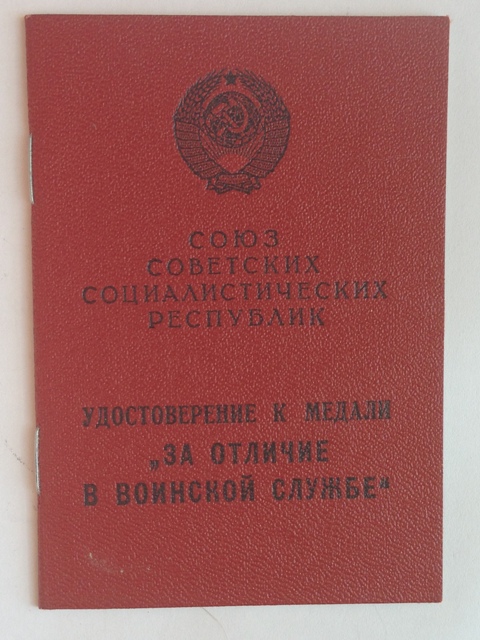 СОЮЗ
СОВЕТСКИХ
СОЦИАЛИСТИЧЕСКИХ
РЕСПУБЛИК
УДОСТОВЕРЕНИЕ К МЕДАЛИ
„ЗА ОТЛИЧИЕ
В ВОИНСКОЙ СЛУЖБЕ“